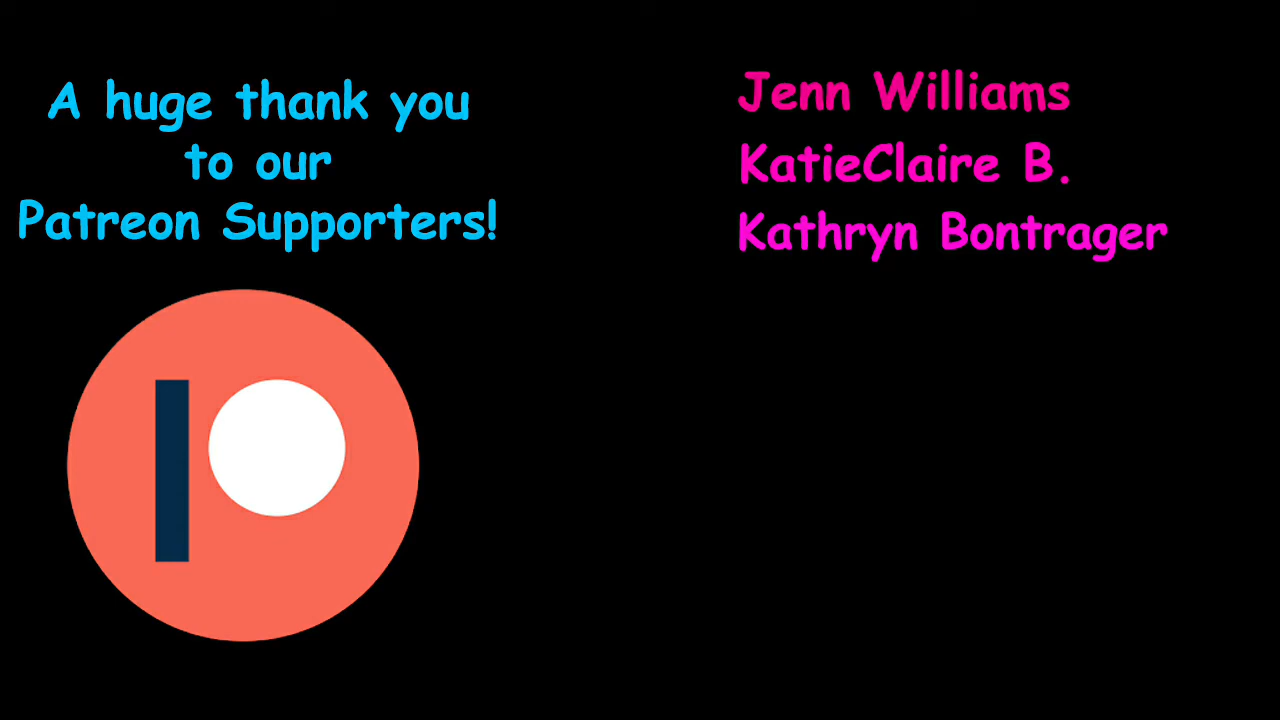 A huge thank you
to our
Patreon Supporters!
Jenn Williams
KatieClaire B.
Kathryn Bontrager